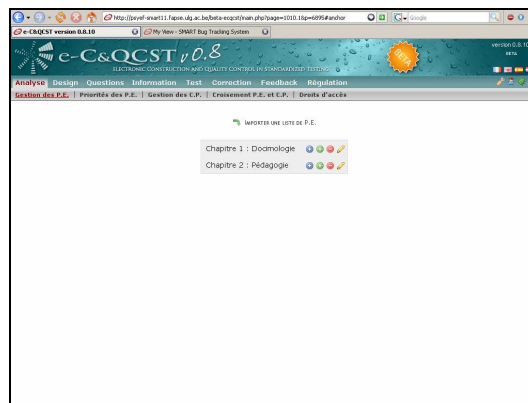 http://psyef-smart11.fapse.ulg.ac.be/beta-ecqcst/main.php?page=1010.1&p=6895#anchor
Google
e-C&QCST version 0.8.10
My View - SMART Bug Tracking System
e-C&QCST v0.8
ELECTRONIC CONSTRUCTION AND QUALITY CONTROL IN STANDARDIZED TESTING
BETA
version 0.8.10
BETA
Analyse Design Questions Information Test Correction Feedback Régulation
Gestion des P.E. | Priorités des P.E. | Gestion des C.P. | Croisement P.E. et C.P. | Droits d'accès
IMPORTER UNE LISTE DE P.E.
Chapitre 1 : Docimologie
Chapitre 2 : Pédagogie